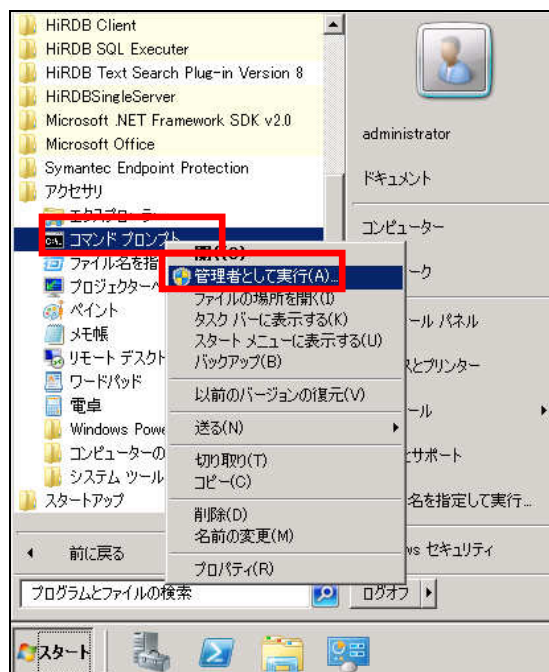 HiRDB Client
HiRDB SQL Executer
HiRDB Text Search Plug-in Version 8
HiRDBSingleServer
Microsoft .NET Framework SDK v2.0
Microsoft Office
Symantec Endpoint Protection
アクセサリ
エクスプローラー
コマンド プロンプト
ファイル名を指
プロジェクターへ
ペイント
メモ帳
リモート デスクト
ワードパッド
電卓
Windows Powe
コンピューターの
システム ツール
スタートアップ
前に戻る
プログラムとファイルの検索
開く(O)
管理者として実行(A)...
ファイルの場所を開く(I)
タスク バーに表示する(K)
スタート メニューに表示する(U)
バックアップ(B)
以前のバージョンの復元(V)
送る(N)
切り取り(T)
コピー(C)
削除(D)
名前の変更(M)
プロパティ(R)
administrator
ドキュメント
コンピューター
ーク
ール パネル
とプリンター
ール
とサポート
名を指定して実行...
ws セキュリティ
ログオフ
スタート